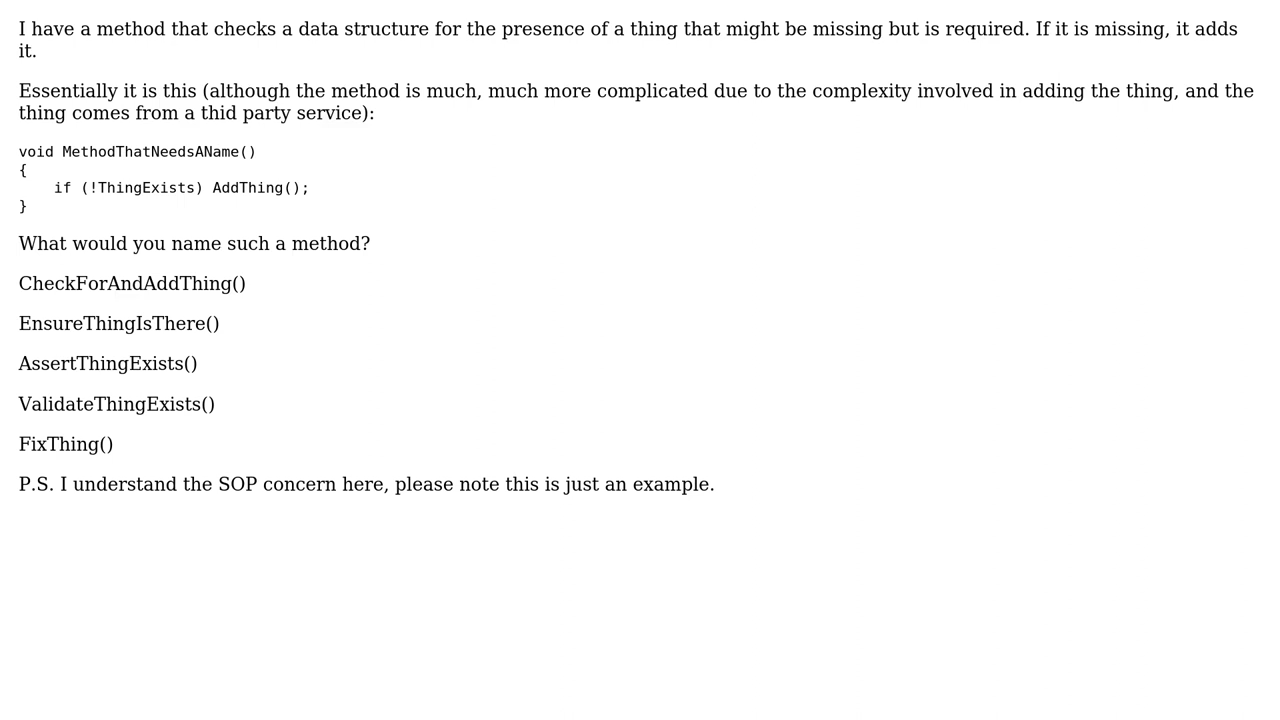 I have a method that checks a data structure for the presence of a thing that might be missing but is required. If it is missing, it adds
it.
Essentially it is this (although the method is much, much more complicated due to the complexity involved in adding the thing, and the
thing comes from a thid party service):
void MethodThatNeedsAName()
{
    if (!ThingExists) AddThing();
}
What would you name such a method?
CheckForAndAddThing()
EnsureThingIsThere()
AssertThingExists()
ValidateThingExists()
FixThing()
P.S. I understand the SOP concern here, please note this is just an example.